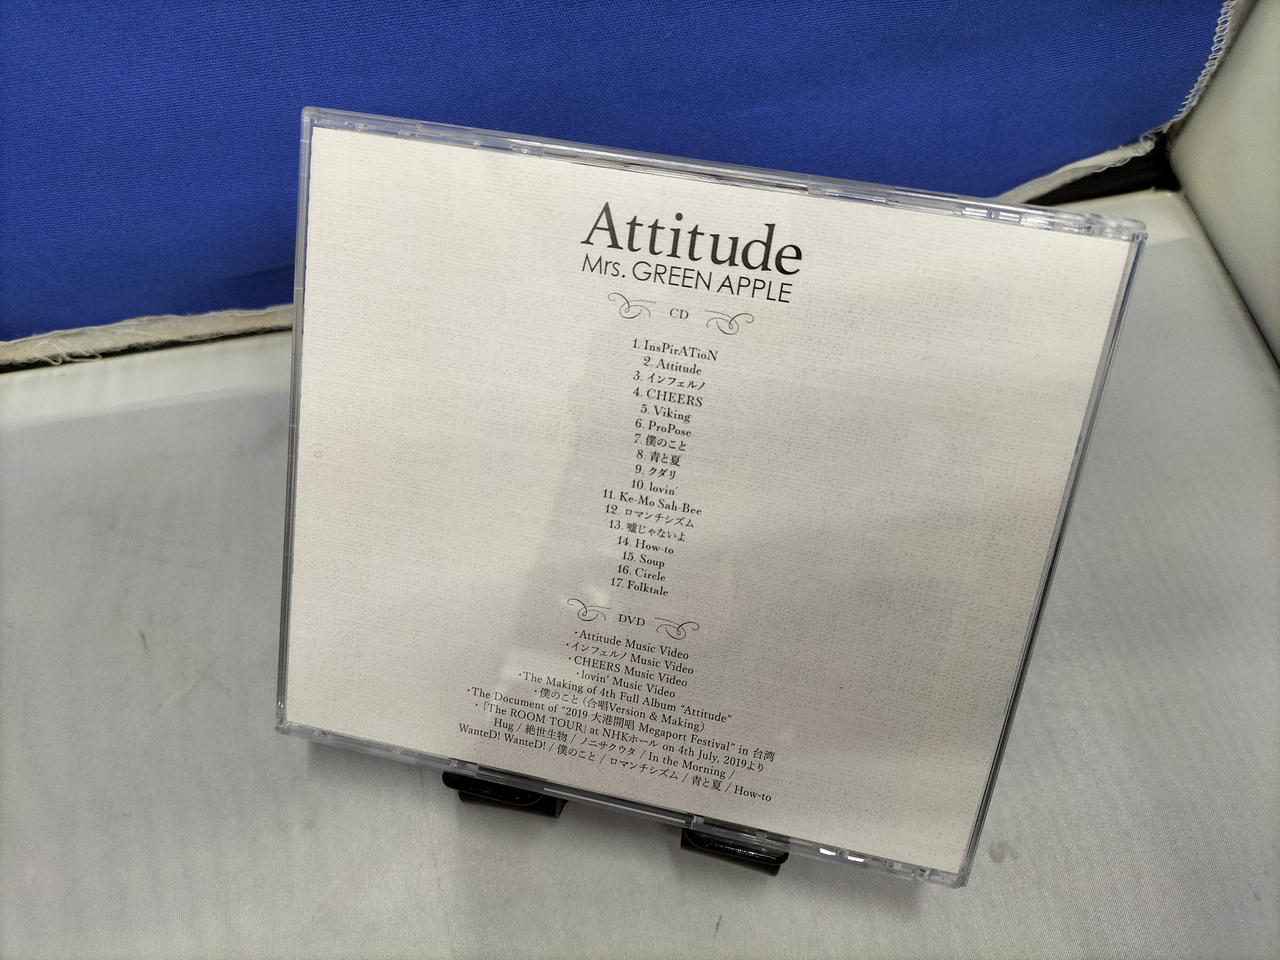 Attitude
Mrs. GREEN APPLE
CD
1. InsPirATioN
2. Attitude
3. インフェルノ
4. CHEERS
5. Viking
6. ProPose
7. 僕のこと
8. 青と夏
9. クダリ
10. lovin'
11. Ke-Mo Sah-Bee
12. ロマンチシズム
13. 嘘じゃないよ
14. How-to
15. Soup
16. Circle
17. Folktale
DVD
・Attitude Music Video
・インフェルノ Music Video
・CHEERS Music Video
・lovin' Music Video
・The Making of 4th Full Album "Attitude"
・僕のこと (合唱Version & Making)
・The Document of "2019 大港開唱 Megaport Festival" in 台湾
・「The ROOM TOUR」 at NHKホール on 4th July, 2019より
Hug / 絶世生物 / ノニサクウタ / In the Morning /
WanteD! WanteD! / 僕のこと / ロマンチシズム / 青と夏 / How-to